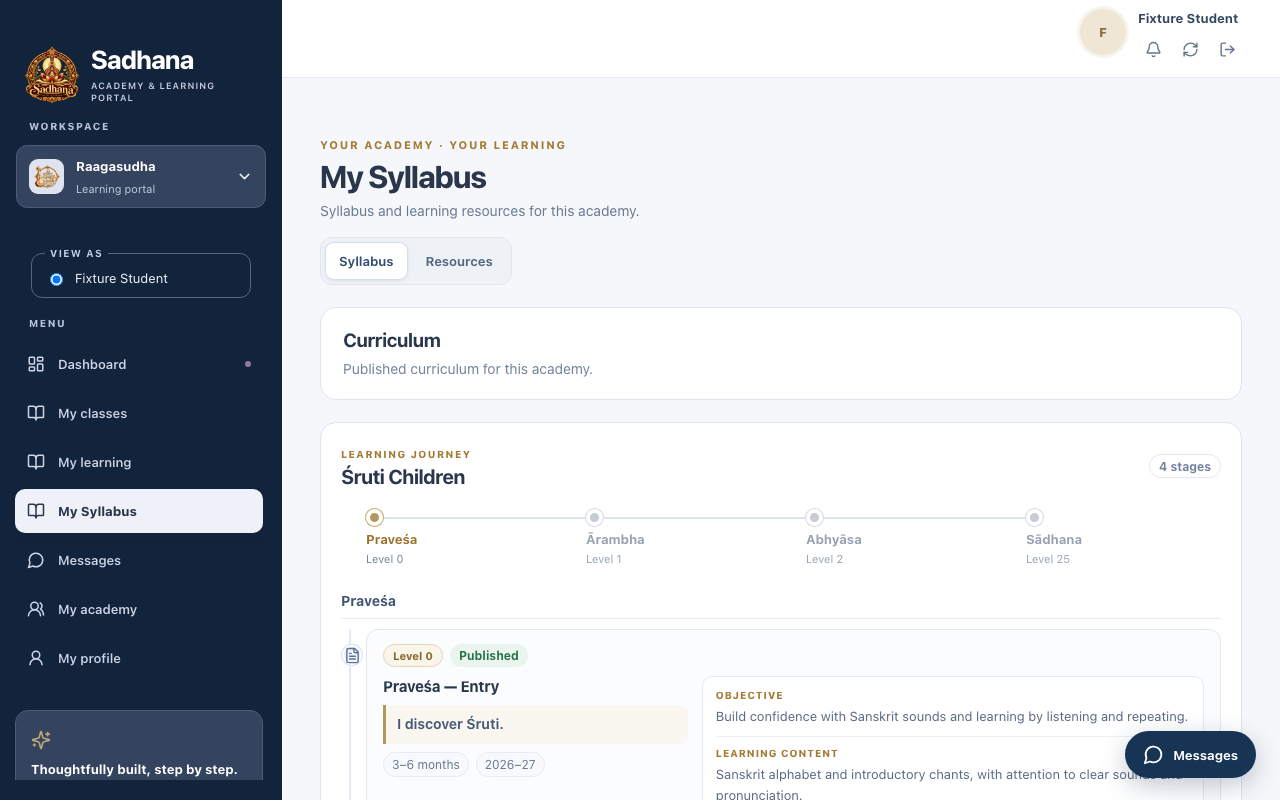 Sadhana
ACADEMY & LEARNING
PORTAL
Sadhana
WORKSPACE
Raagasudha
Learning portal
VIEW AS
Fixture Student
MENU
Dashboard
My classes
My learning
My Syllabus
Messages
My academy
My profile
Thoughtfully built, step by step.
F
Fixture Student
YOUR ACADEMY · YOUR LEARNING
My Syllabus
Syllabus and learning resources for this academy.
Syllabus
Resources
Curriculum
Published curriculum for this academy.
LEARNING JOURNEY
Śruti Children
4 stages
Praveśa
Ārambha
Abhyāsa
Sādhana
Level 0
Level 1
Level 2
Level 25
Praveśa
Level 0
Published
Praveśa — Entry
I discover Śruti.
3–6 months
2026–27
OBJECTIVE
Build confidence with Sanskrit sounds and learning by listening and repeating.
LEARNING CONTENT
Sanskrit alphabet and introductory chants, with attention to clear sounds and
pronunciation.
Messages